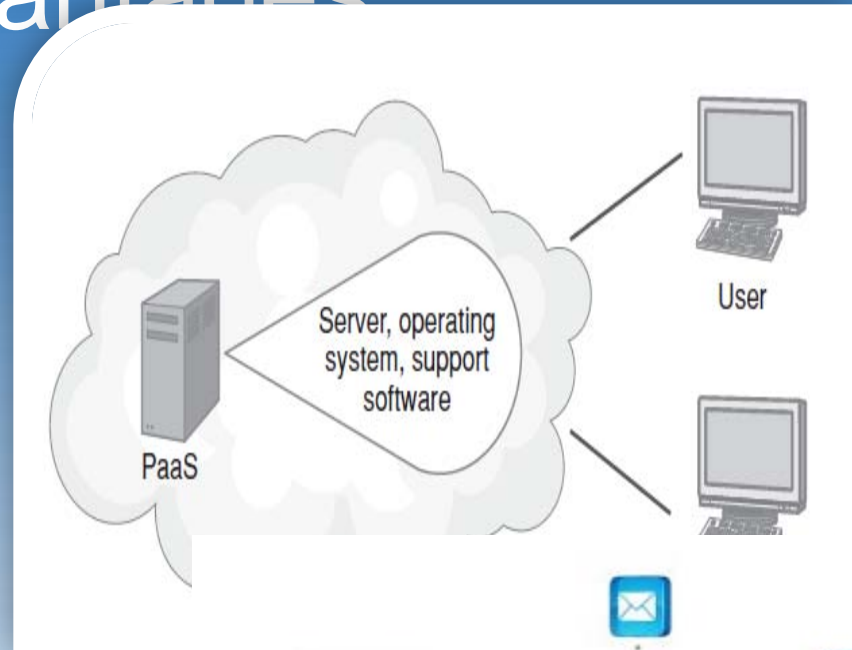 User
Server, operating
system, support
software
PaaS